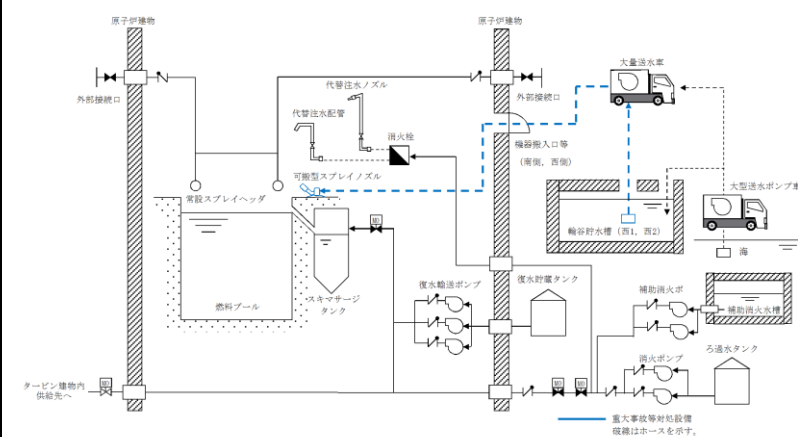 原子炉建物
原子炉建物
大量送水車
代替注水ノズル
外部接続口
外部接続口
代替注水配管
消火栓
機器搬入口等
(南側, 西側)
可搬型スプレイノズル
大型送水ポンプ車
常設スプレイヘッダ
輪谷貯水槽(西1, 西2)
海
MO
復水輸送ポンプ
復水貯蔵タンク
補助消火ポ
燃料プール
スキマサージ
タンク
補助消火水槽
消火ポンプ
ろ過水タンク
タービン建物内
供給先へ
MO
MO
MO
重大事故等対処設備
破線はホースを示す。